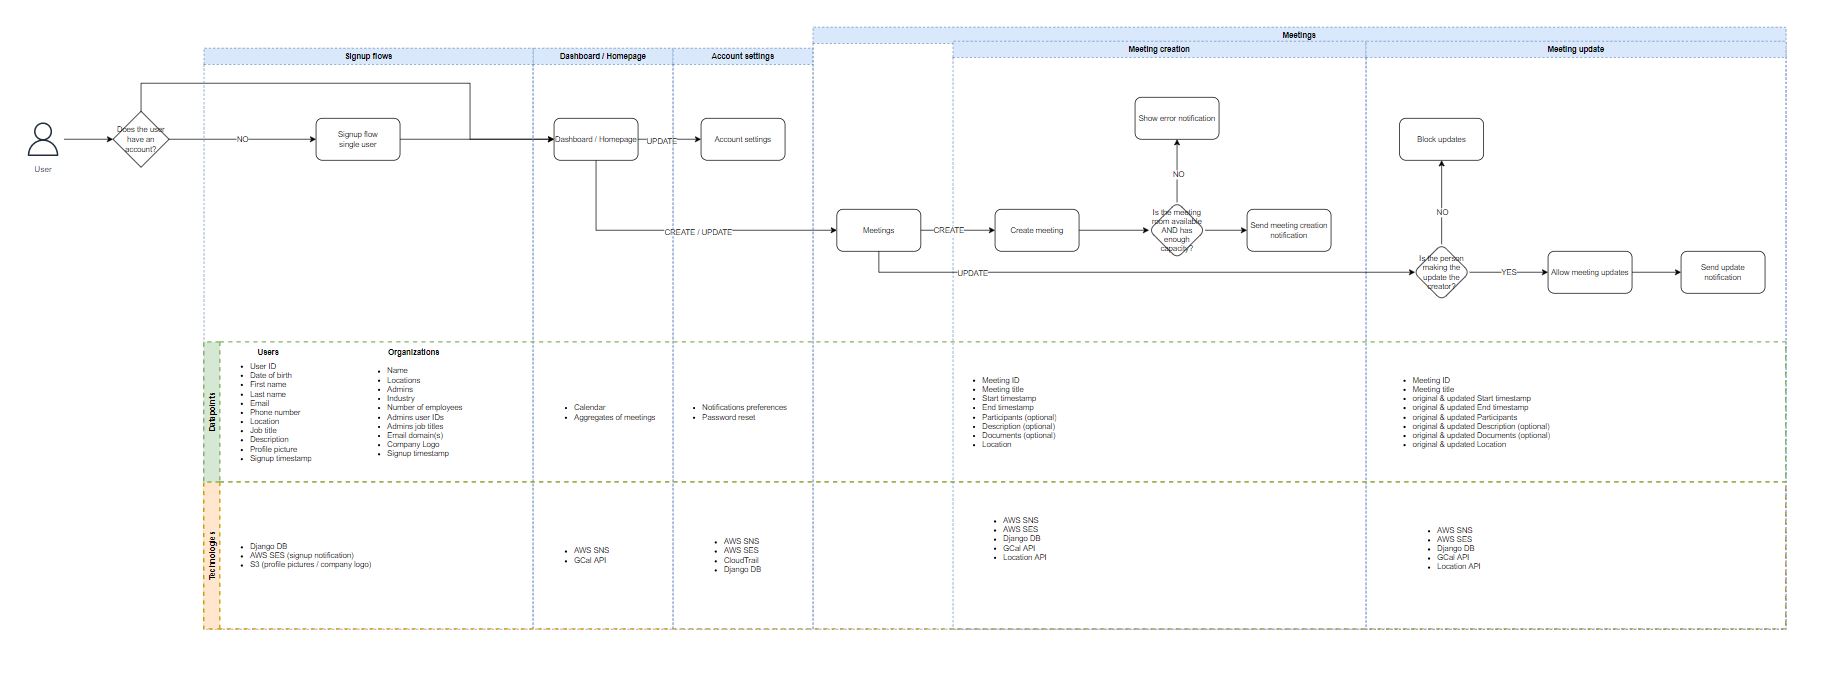 Meetings
Signup flows
Dashboard / Homepage
Account settings
Meeting creation
Meeting update
User
Does the user
have an
account?
NO
Signup flow
single user
Dashboard / Homepage
UPDATE
Account settings
CREATE / UPDATE
Meetings
CREATE
UPDATE
Create meeting
Show error notification
NO
Is the meeting
room available
AND has
enough
capacity?
Send meeting creation
notification
Block updates
NO
Is the person
making the
update the
creator?
YES
Allow meeting updates
Send update
notification
Datapoints
Users
• User ID
• Date of birth
• First name
• Last name
• Email
• Phone number
• Location
• Job title
• Description
• Profile picture
• Signup timestamp
Organizations
• Name
• Locations
• Admins
• Industry
• Number of employees
• Admins user IDs
• Admins job titles
• Email domain(s)
• Company Logo
• Signup timestamp
• Calendar
• Aggregates of meetings
• Notifications preferences
• Password reset
• Meeting ID
• Meeting title
• Start timestamp
• End timestamp
• Participants (optional)
• Description (optional)
• Documents (optional)
• Location
• Meeting ID
• Meeting title
• original & updated Start timestamp
• original & updated End timestamp
• original & updated Participants
• original & updated Description (optional)
• original & updated Documents (optional)
• original & updated Location
Technologies
• Django DB
• AWS SES (signup notification)
• S3 (profile pictures / company logo)
• AWS SNS
• GCal API
• AWS SNS
• AWS SES
• CloudTrail
• Django DB
• AWS SNS
• AWS SES
• Django DB
• GCal API
• Location API
• AWS SNS
• AWS SES
• Django DB
• GCal API
• Location API